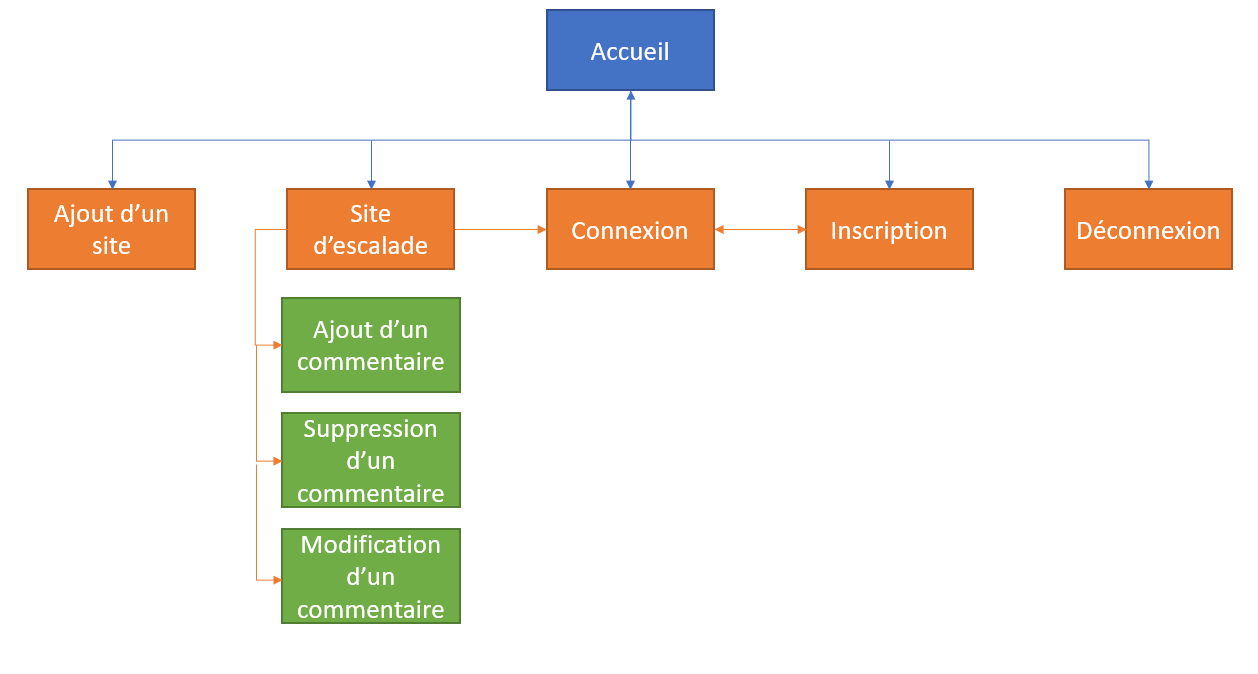 Accueil
Ajout d’un
site
Site
d’escalade
Connexion
Inscription
Déconnexion
Ajout d’un
commentaire
Suppression
d’un
commentaire
Modification
d’un
commentaire